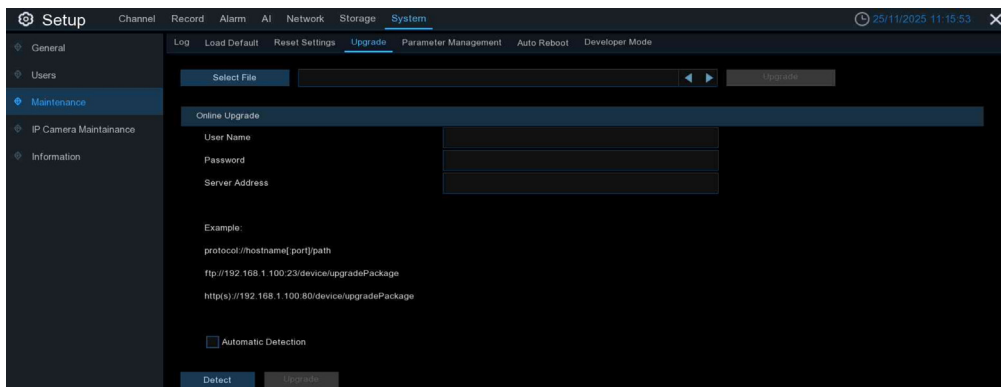 Setup Channel Record Alarm AI Network Storage System 25/11/2025 11:15:53
General
Users
Maintenance
IP Camera Maintainance
Information
Log Load Default Reset Settings Upgrade Parameter Management Auto Reboot Developer Mode
Select File Upgrade
Online Upgrade
User Name
Password
Server Address
Example:
protocol://hostname[:port]/path
ftp://192.168.1.100:23/device/upgradePackage
http(s)://192.168.1.100:80/device/upgradePackage
Automatic Detection
Detect Upgrade